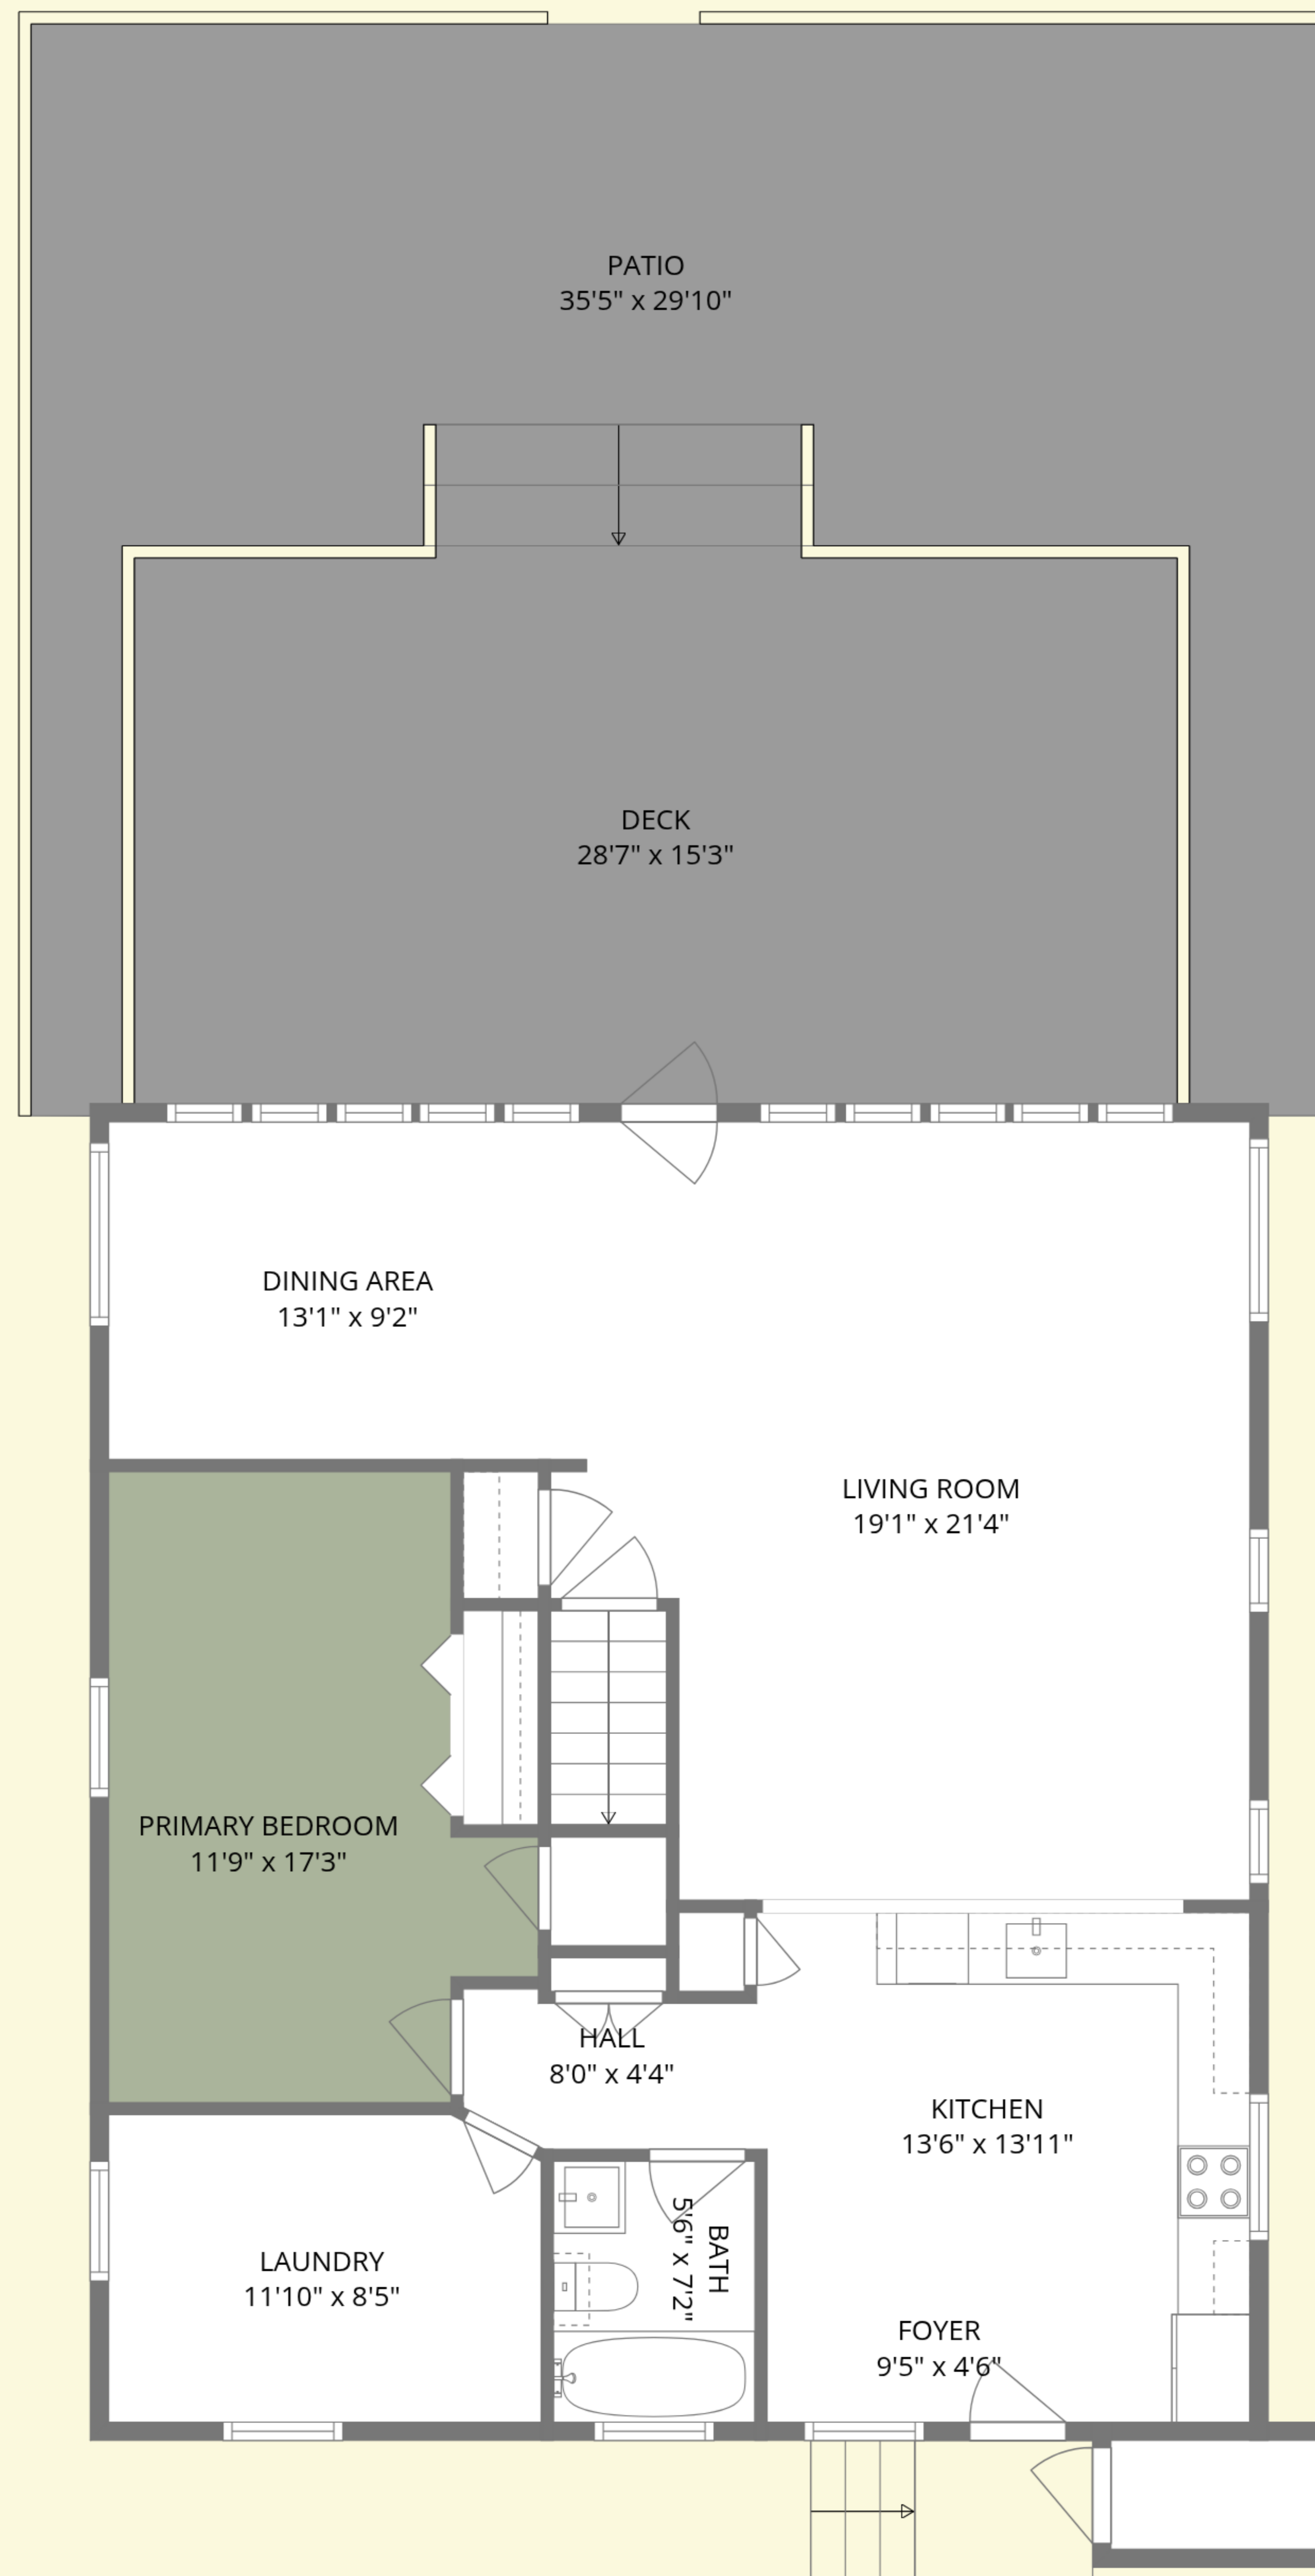 PATIO
35'5" x 29'10"
DECK
28'7" x 15'3"
DINING AREA
13'1" x 9'2"
LIVING ROOM
19'1" x 21'4"
PRIMARY BEDROOM
11'9" x 17'3"
HALL
8'0" x 4'4"
KITCHEN
13'6" x 13'11"
LAUNDRY
11'10" x 8'5"
BATH
5'6" x 7'2"
FOYER
9'5" x 4'6"